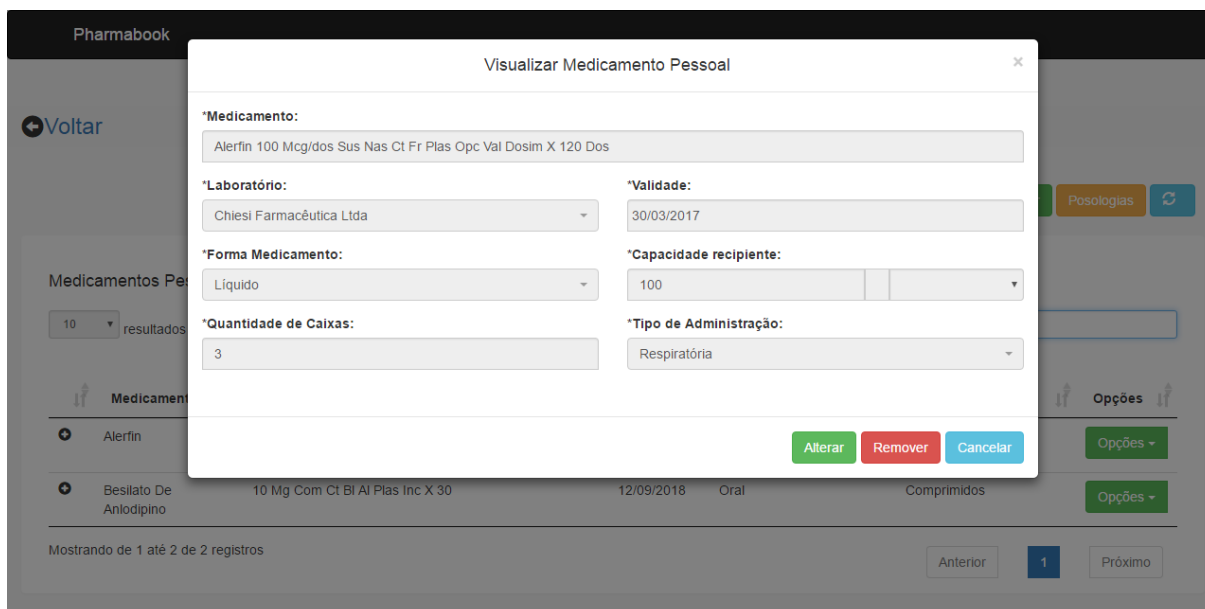 Pharmabook
Visualizar Medicamento Pessoal ×
Voltar
*Medicamento:
Alerfin 100 Mcg/dos Sus Nas Ct Fr Plas Opc Val Dosim X 120 Dos
*Laboratório: *Validade:
Chiesi Farmacêutica Ltda 30/03/2017
Posologias
*Forma Medicamento: *Capacidade recipiente:
Medicamentos Pe
Líquido 100
10 resultados
*Quantidade de Caixas: *Tipo de Administração:
3 Respiratória
Medicament Opções
Alerfin Opções
Alterar Remover Cancelar
Besilato De Anlodipino 10 Mg Com Ct Bl Al Plas Inc X 30 12/09/2018 Oral Comprimidos Opções
Mostrando de 1 até 2 de 2 registros
Anterior 1 Próximo